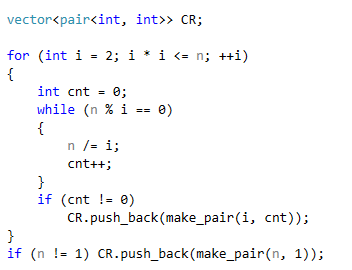 vector<pair<int, int>> CR;
for (int i = 2; i * i <= n; ++i)
{
    int cnt = 0;
    while (n % i == 0)
    {
        n /= i;
        cnt++;
    }
    if (cnt != 0)
        CR.push_back(make_pair(i, cnt));
}
if (n != 1) CR.push_back(make_pair(n, 1));